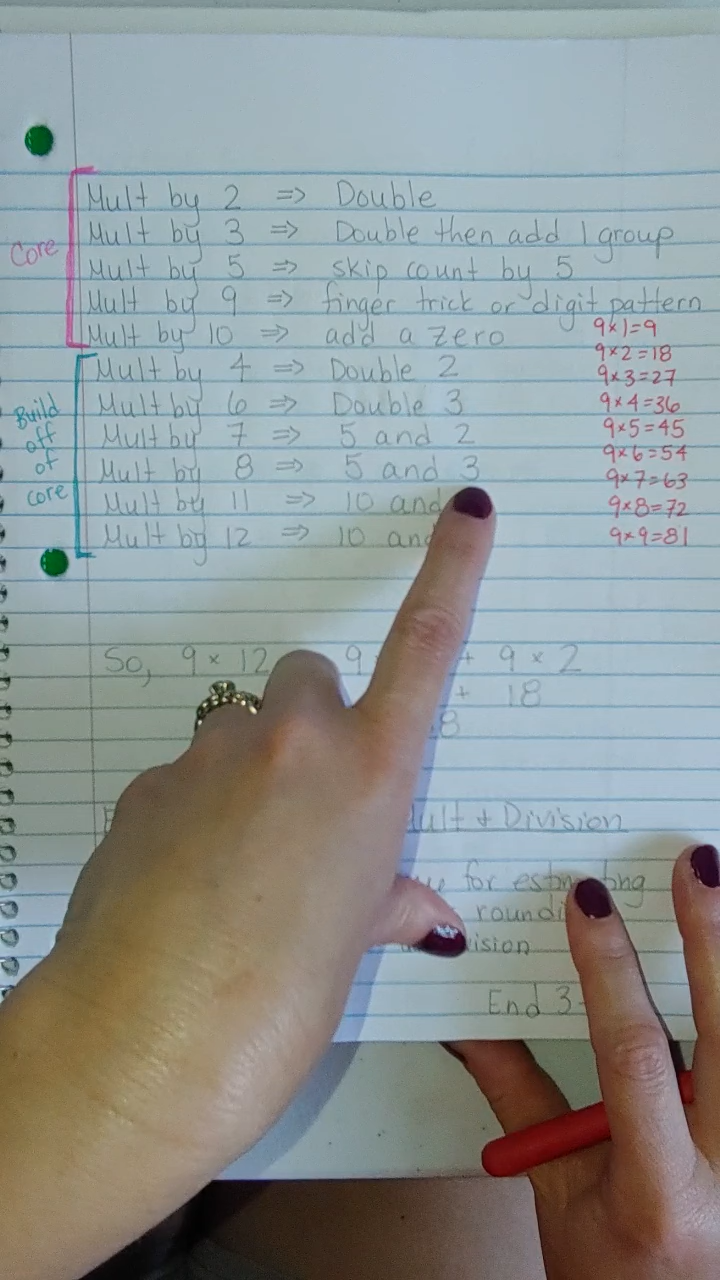 Core
Mult by 2 => Double
Mult by 3 => Double then add 1 group
Mult by 5 => skip count by 5
Mult by 9 => finger trick or digit pattern
Mult by 10 => add a zero
Build
off
of
core
Mult by 4 => Double 2
Mult by 6 => Double 3
Mult by 7 => 5 and 2
Mult by 8 => 5 and 3
Mult by 11 => 10 and
Mult by 12 => 10 and
9×1=9
9×2=18
9×3=27
9×4=36
9×5=45
9×6=54
9×7=63
9×8=72
9×9=81
So, 9 × 12 9 + 9 × 2
+ 18
8
Mult + Division
for estimating
End 3-